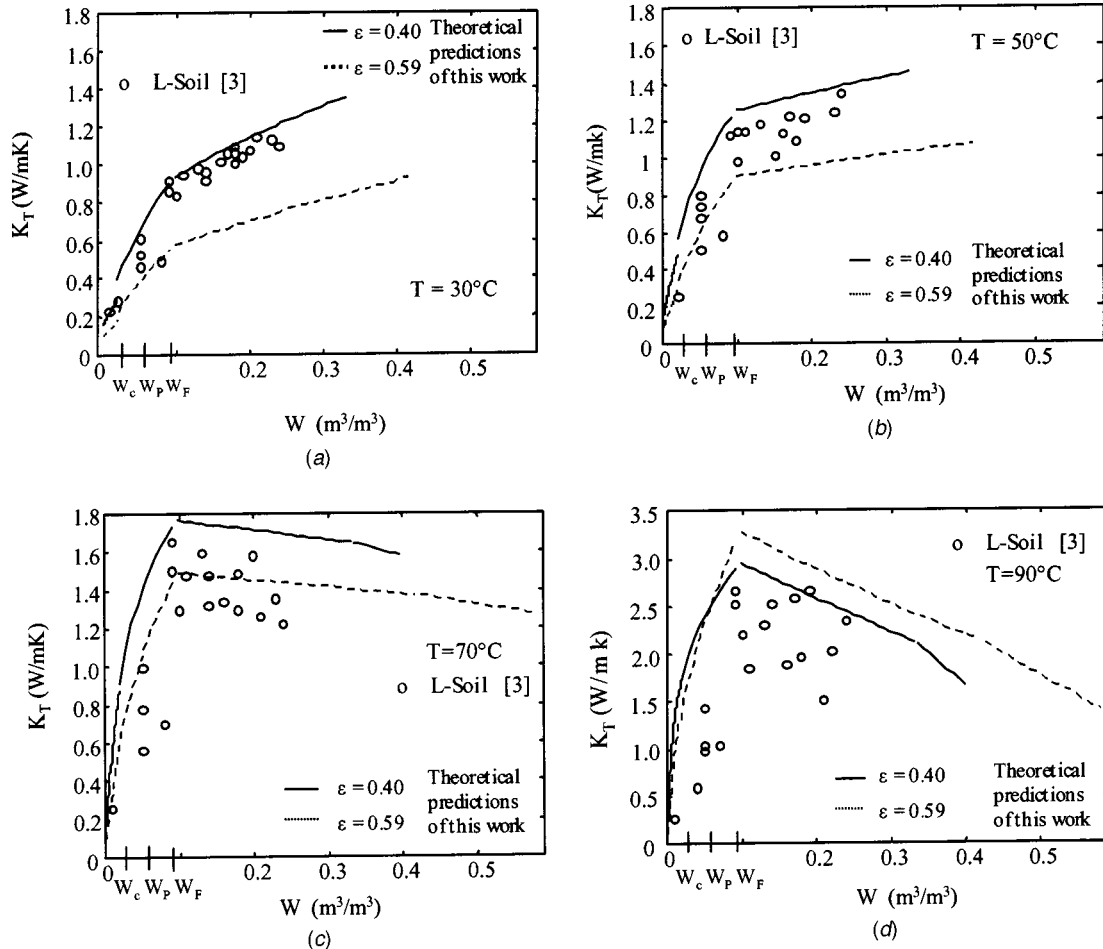 ε = 0.40 Theoretical
predictions
ε = 0.59 of this work
L-Soil [3]
1.8
1.6
1.4
1.2
1.0
0.8
0.6
0.4
0.2
0
K_T (W/mK)
T = 30°C
0 0.2 0.3 0.4 0.5
W_c W_P W_F
W (m³/m³)
(a)
L-Soil [3]
T = 50°C
1.8
1.6
1.4
1.2
1.0
0.8
0.6
0.4
0.2
0
K_T (W/mK)
ε = 0.40 Theoretical
predictions
ε = 0.59 of this work
0 0.2 0.3 0.4 0.5
W_c W_P W_F
W (m³/m³)
(b)
1.8
1.6
1.4
1.2
1.0
0.8
0.6
0.4
0.2
0
K_T (W/mK)
T=70°C
L-Soil [3]
ε = 0.40 Theoretical
predictions
ε = 0.59 of this work
0 0.2 0.3 0.4 0.5
W_c W_P W_F
W (m³/m³)
(c)
3.5
3.0
2.5
2.0
1.5
1.0
0.5
0
K_T (W/m k)
L-Soil [3]
T=90°C
ε = 0.40 Theoretical
predictions
ε = 0.59 of this work
0 0.2 0.3 0.4 0.5
W_c W_P W_F
W (m³/m³)
(d)